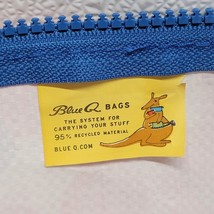 Blue Q BAGS
THE SYSTEM FOR
CARRYING YOUR STUFF
95% RECYCLED MATERIAL
BLUE Q.COM